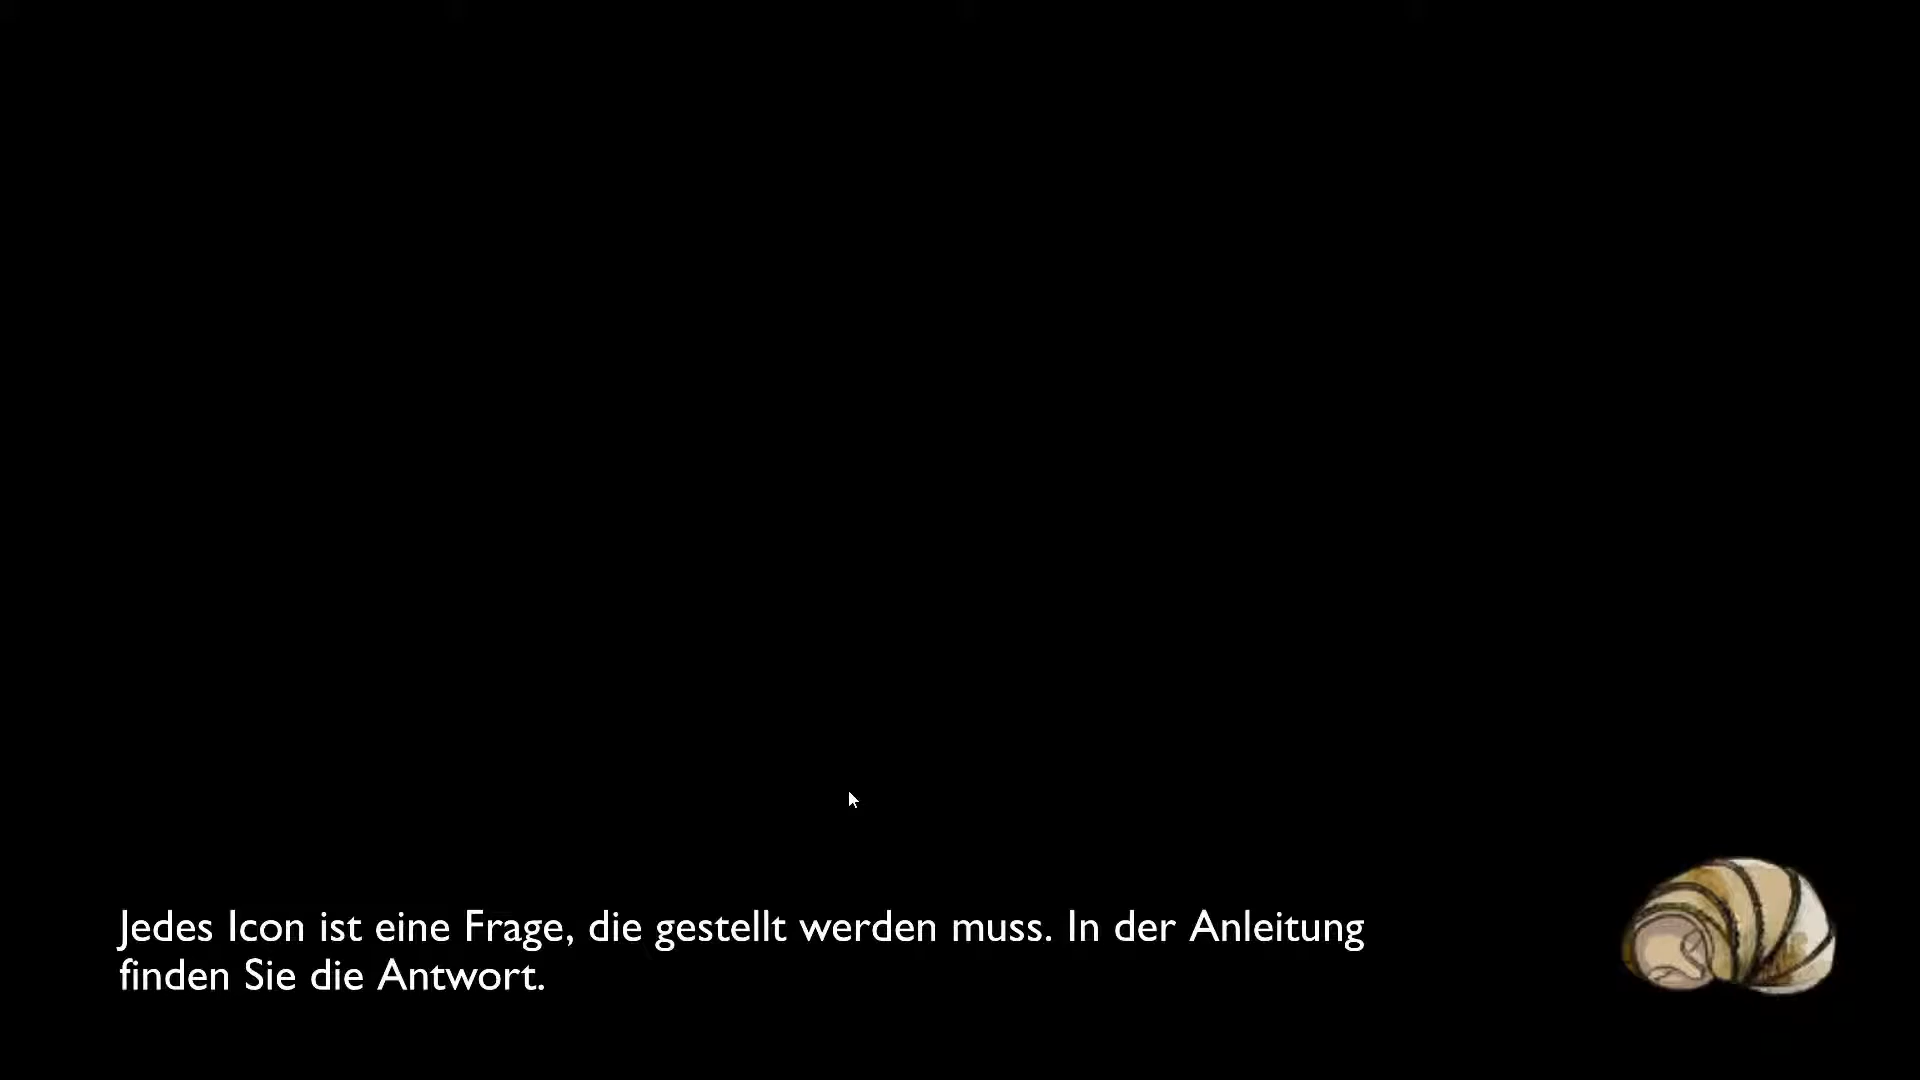 Jedes Icon ist eine Frage, die gestellt werden muss. In der Anleitung
finden Sie die Antwort.